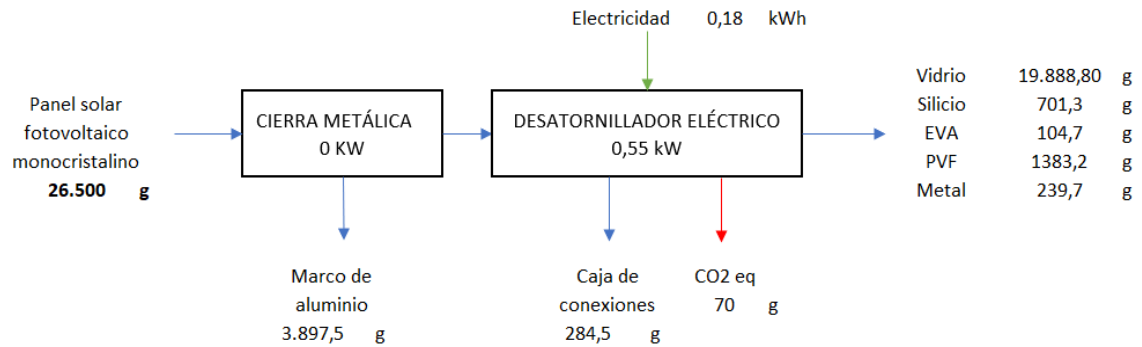 Electricidad 0,18 kWh
Panel solar
fotovoltaico
monocristalino
26.500 g
CIERRA METÁLICA
0 KW
DESATORNILLADOR ELÉCTRICO
0,55 kW
Vidrio 19.888,80 g
Silicio 701,3 g
EVA 104,7 g
PVF 1383,2 g
Metal 239,7 g
Marco de
aluminio
3.897,5 g
Caja de
conexiones
284,5 g
CO2 eq
70 g